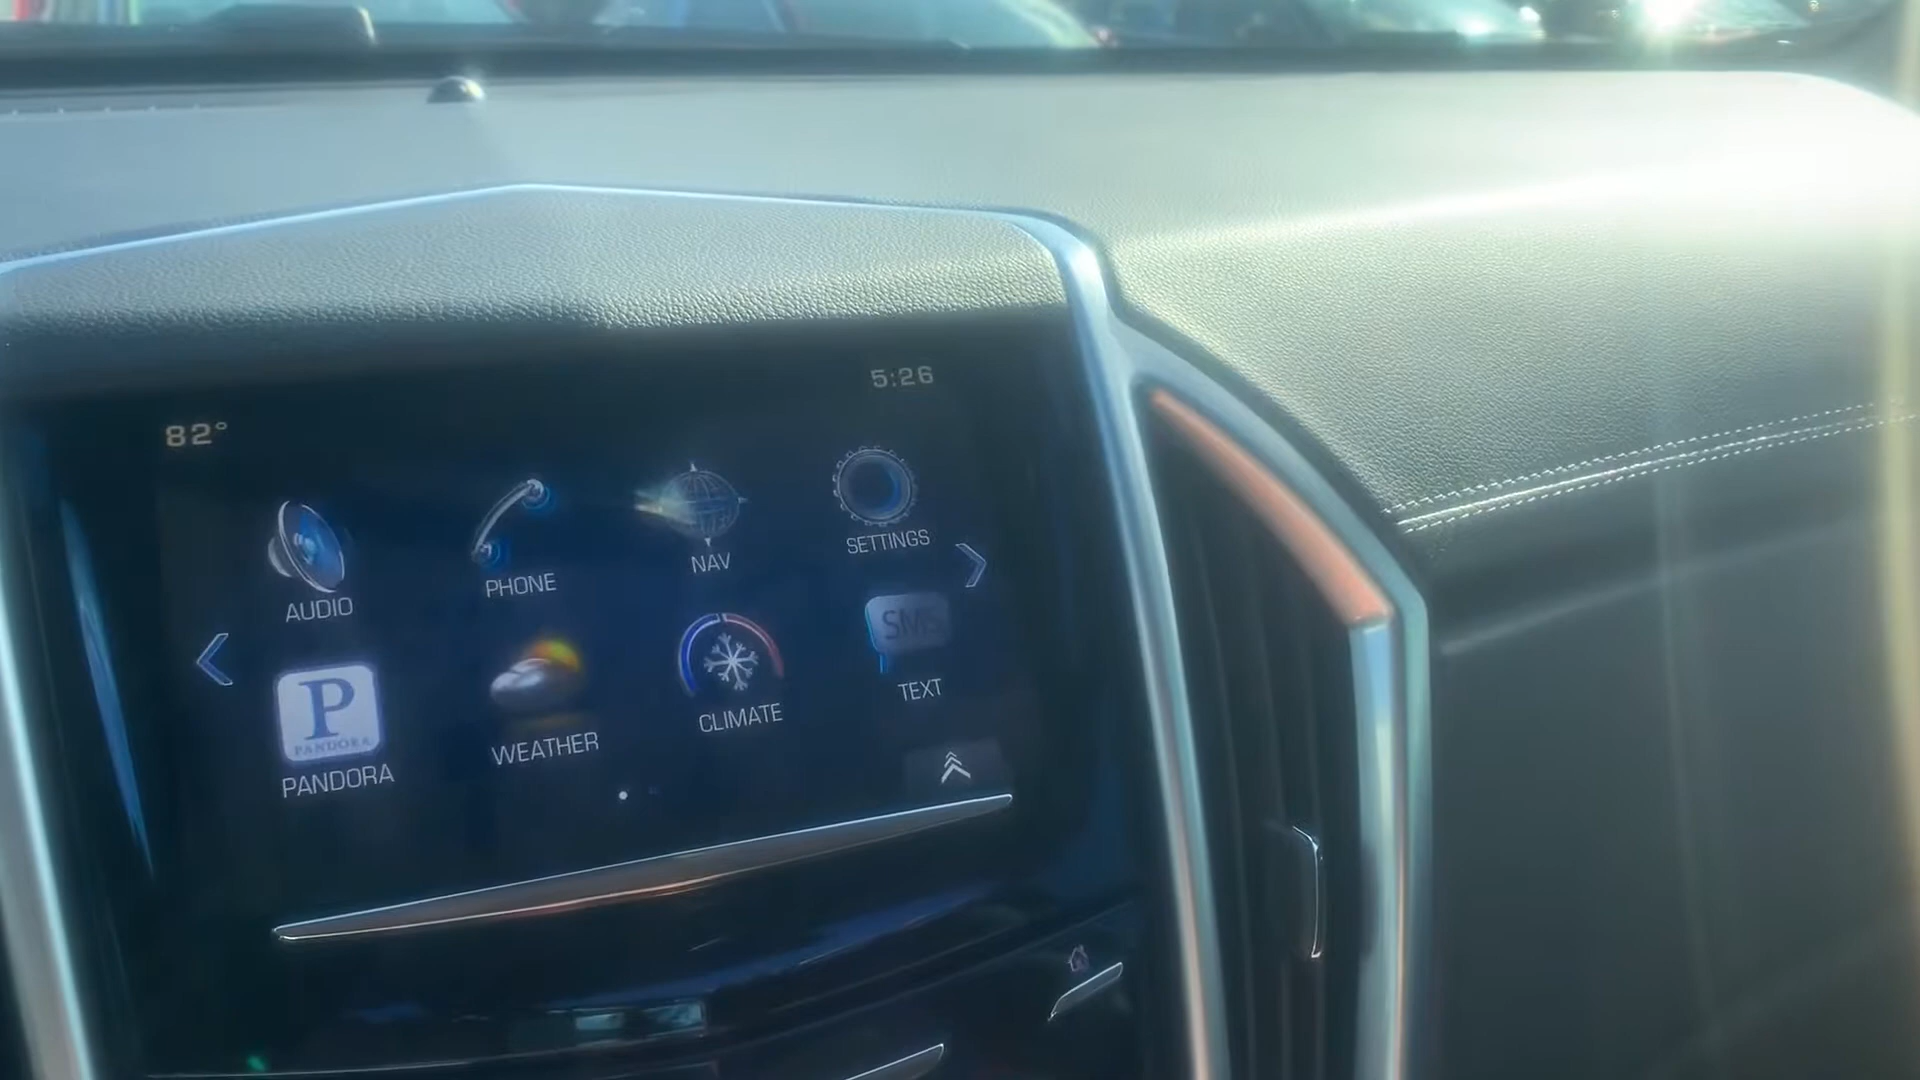 82°
5:26
AUDIO
PHONE
NAV
SETTINGS
P
PANDORA
PANDORA
WEATHER
CLIMATE
SMS
TEXT